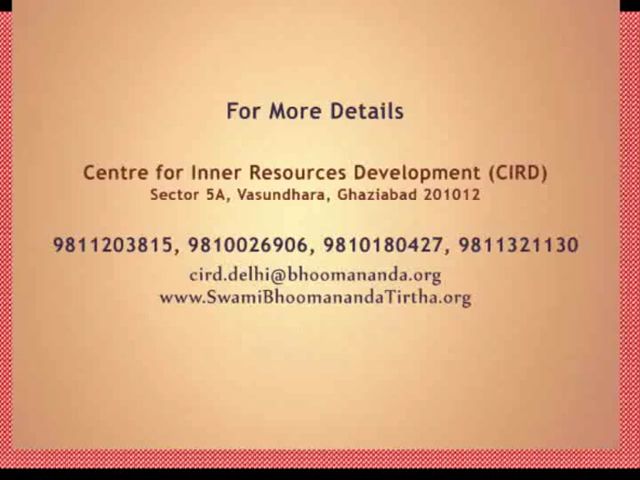 For More Details
Centre for Inner Resources Development (CIRD)
Sector 5A, Vasundhara, Ghaziabad 201012
9811203815, 9810026906, 9810180427, 9811321130
cird.delhi@bhoomananda.org
www.SwamiBhoomanandaTirtha.org